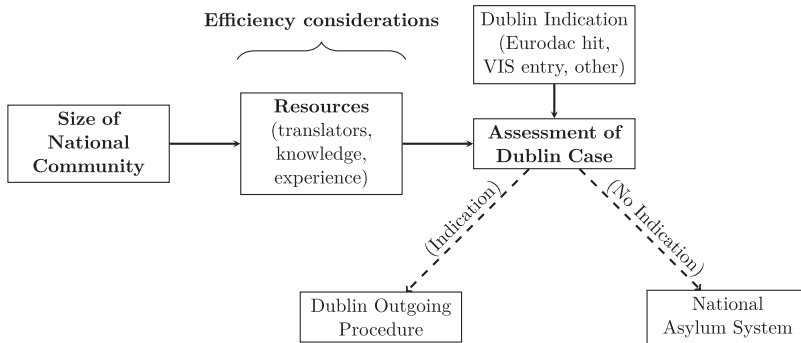 Efficiency considerations
Dublin Indication
(Eurodac hit,
VIS entry, other)
Size of
National
Community
Resources
(translators,
knowledge,
experience)
Assessment of
Dublin Case
(Indication)
(No Indication)
Dublin Outgoing
Procedure
National
Asylum System